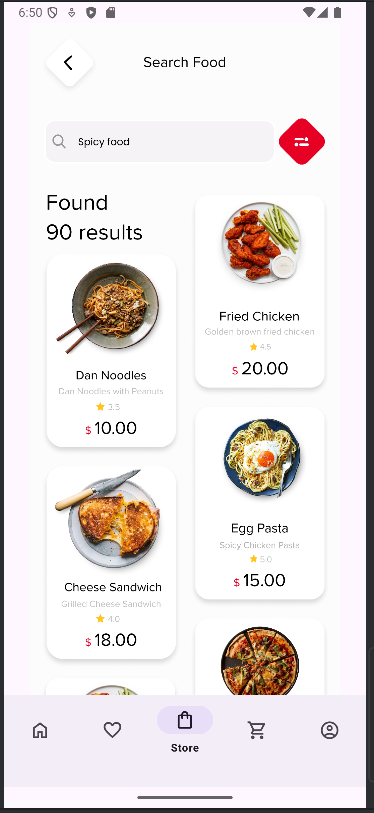 6:50
Search Food
Spicy food
Found
90 results
Dan Noodles
Dan Noodles with Peanuts
3.5
$ 10.00
Fried Chicken
Golden brown fried chicken
4.5
$ 20.00
Cheese Sandwich
Grilled Cheese Sandwich
4.0
$ 18.00
Egg Pasta
Spicy Chicken Pasta
5.0
$ 15.00
Store